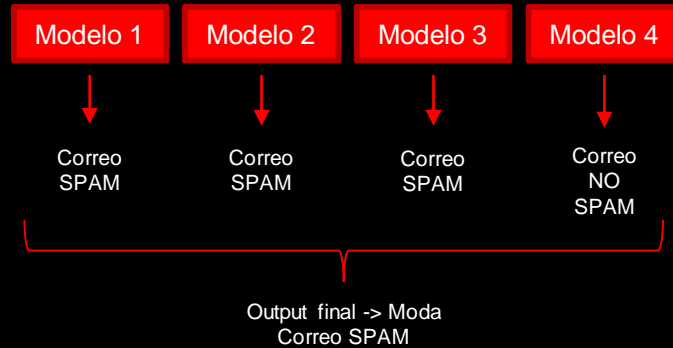 Modelo 1
Modelo 2
Modelo 3
Modelo 4
Correo
SPAM
Correo
SPAM
Correo
SPAM
Correo
NO
SPAM
Output final -> Moda
Correo SPAM